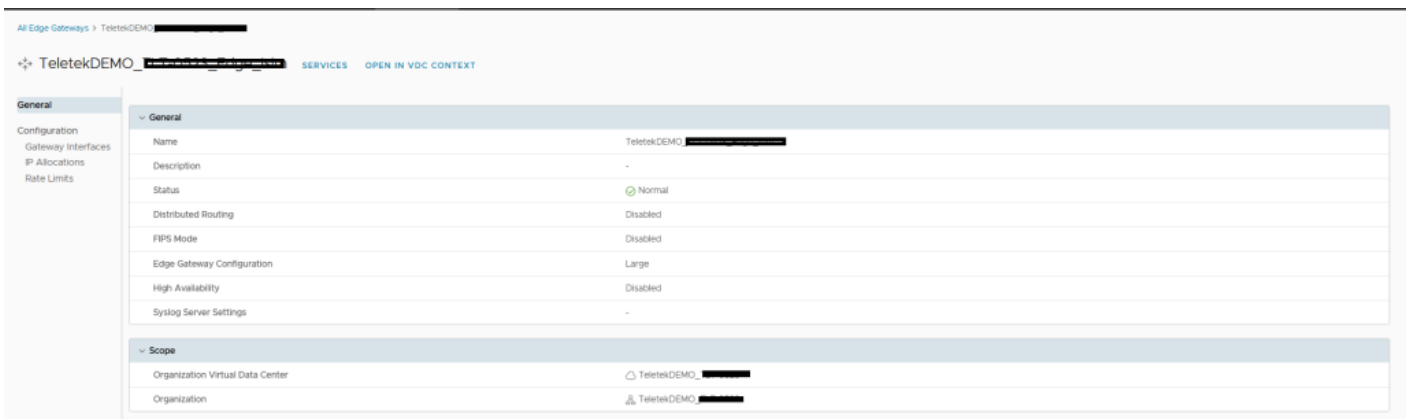 All Edge Gateways > TeletekDEMO_
TeletekDEMO_ SERVICES OPEN IN VDC CONTEXT
General
Configuration
Gateway Interfaces
IP Allocations
Rate Limits
General
Name TeletekDEMO_
Description -
Status Normal
Distributed Routing Disabled
FIPS Mode Disabled
Edge Gateway Configuration Large
High Availability Disabled
Syslog Server Settings -
Scope
Organization Virtual Data Center TeletekDEMO_
Organization TeletekDEMO_